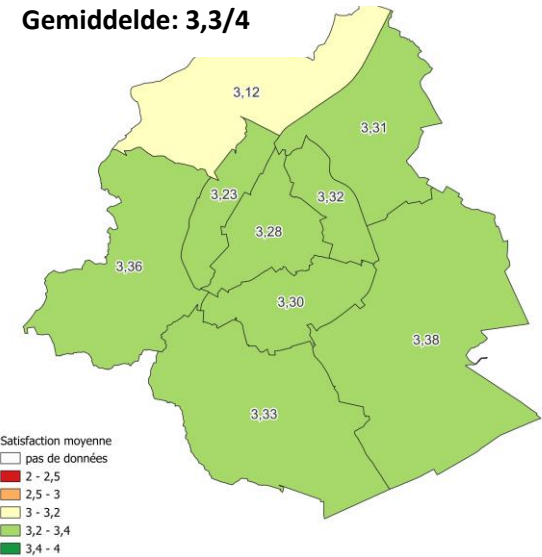 Gemiddelde: 3,3/4
3,12
3,31
3,23
3,32
3,28
3,36
3,30
3,38
3,33
Satisfaction moyenne
pas de données
2 - 2,5
2,5 - 3
3 - 3,2
3,2 - 3,4
3,4 - 4